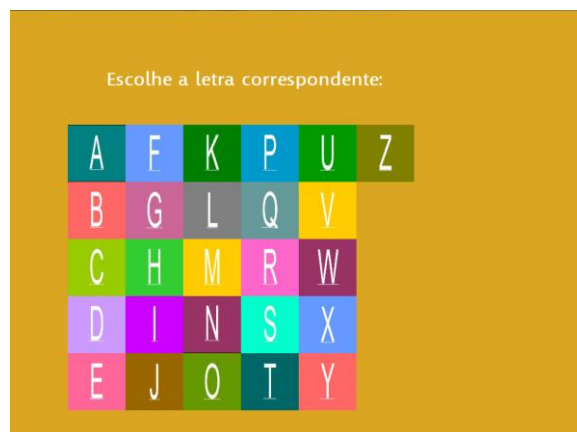 Escolhe a letra correspondente:
A F K P U Z
B G L Q V
C H M R W
D I N S X
E J O T Y